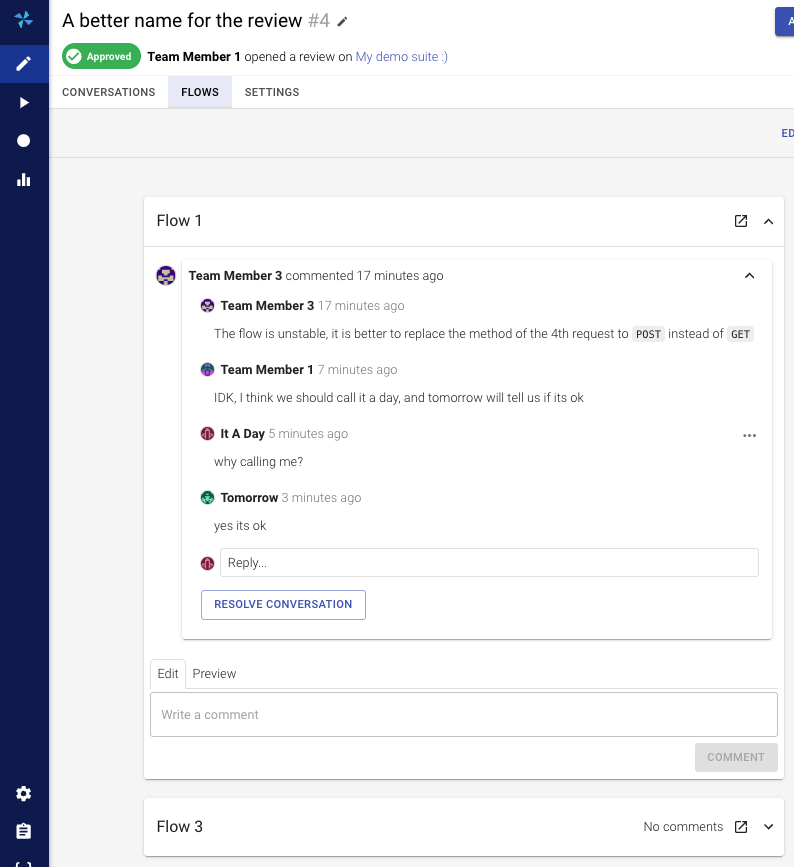 A better name for the review #4
Approved Team Member 1 opened a review on My demo suite :)
CONVERSATIONS FLOWS SETTINGS
Flow 1
Team Member 3 commented 17 minutes ago
Team Member 3 17 minutes ago
The flow is unstable, it is better to replace the method of the 4th request to POST instead of GET
Team Member 1 7 minutes ago
IDK, I think we should call it a day, and tomorrow will tell us if its ok
It A Day 5 minutes ago
why calling me?
Tomorrow 3 minutes ago
yes its ok
Reply...
RESOLVE CONVERSATION
Edit Preview
Write a comment
COMMENT
Flow 3 No comments